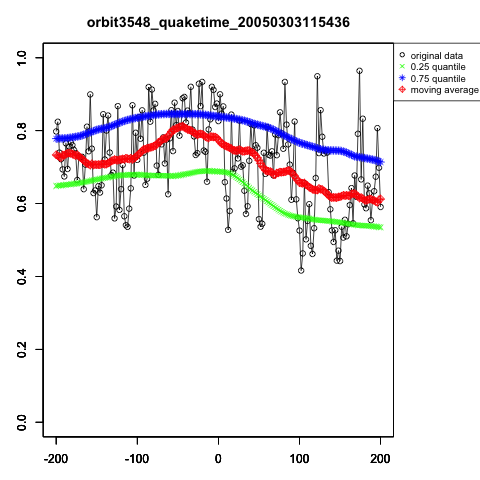 orbit3548_quaketime_20050303115436
original data
0.25 quantile
0.75 quantile
moving average
1.0
0.8
0.6
0.4
0.2
0.0
-200 -100 0 100 200